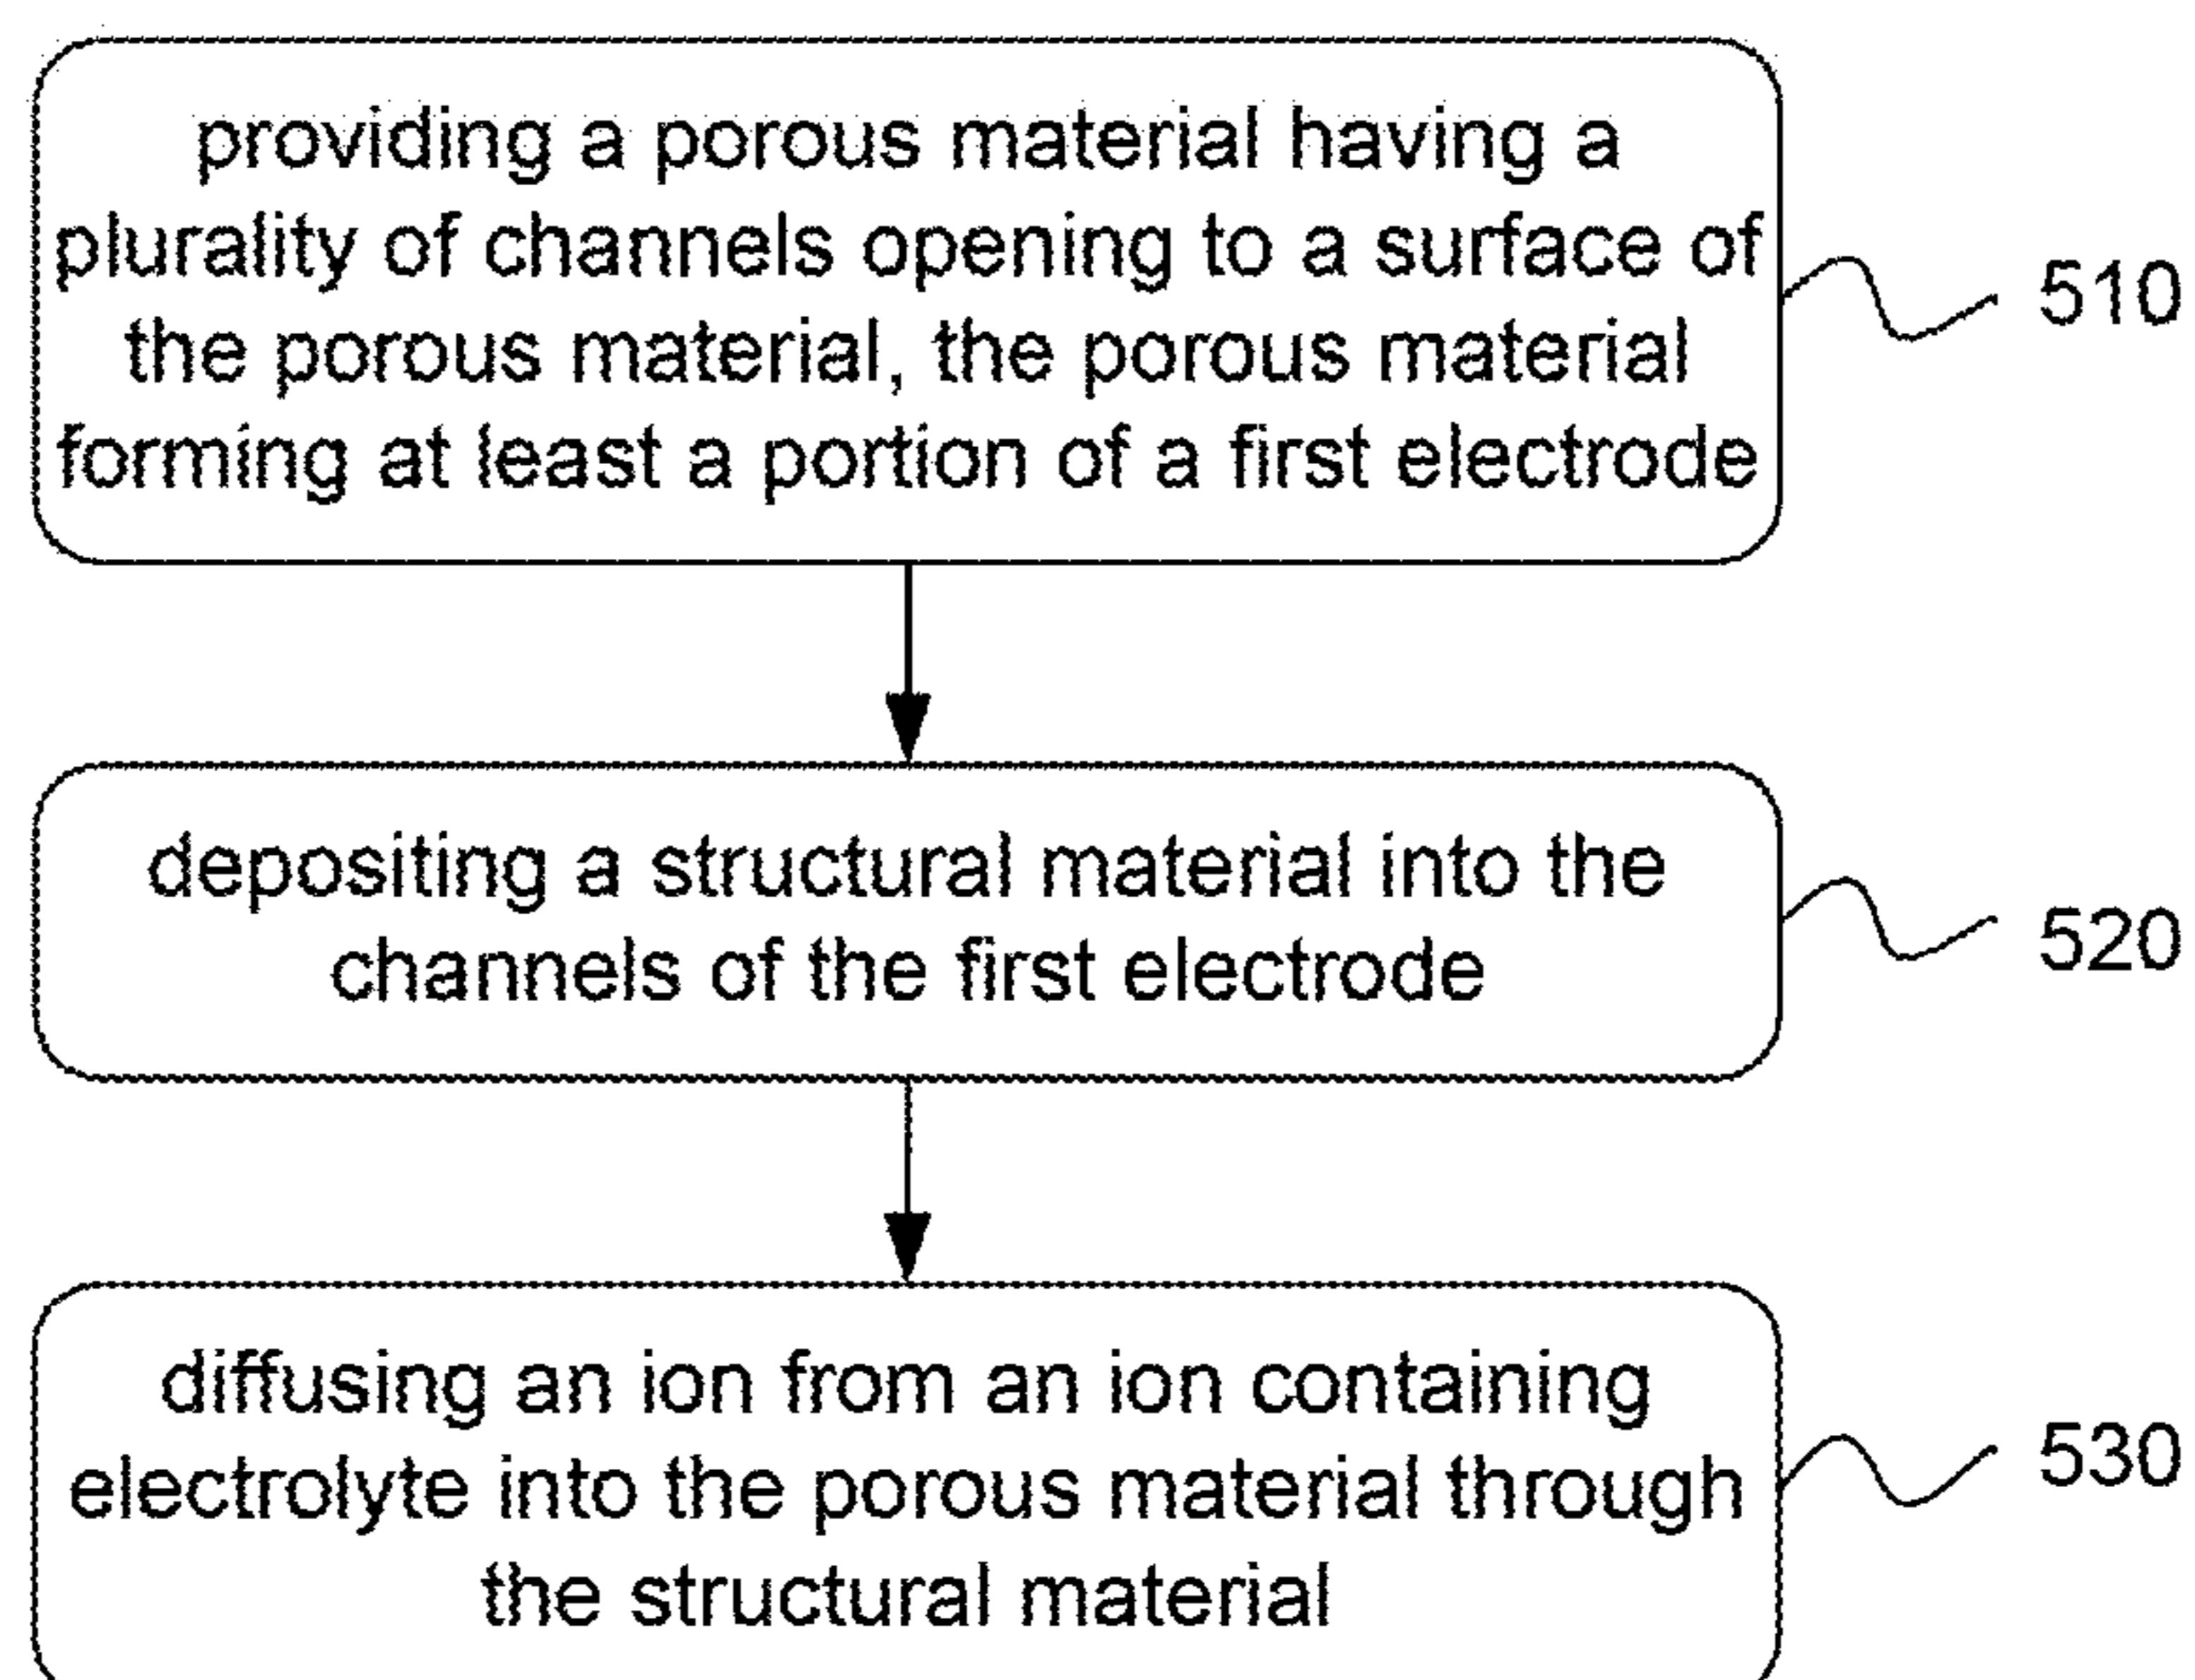 providing a porous material having a
plurality of channels opening to a surface of
the porous material, the porous material
forming at least a portion of a first electrode
510
depositing a structural material into the
channels of the first electrode
520
diffusing an ion from an ion containing
electrolyte into the porous material through
the structural material
530